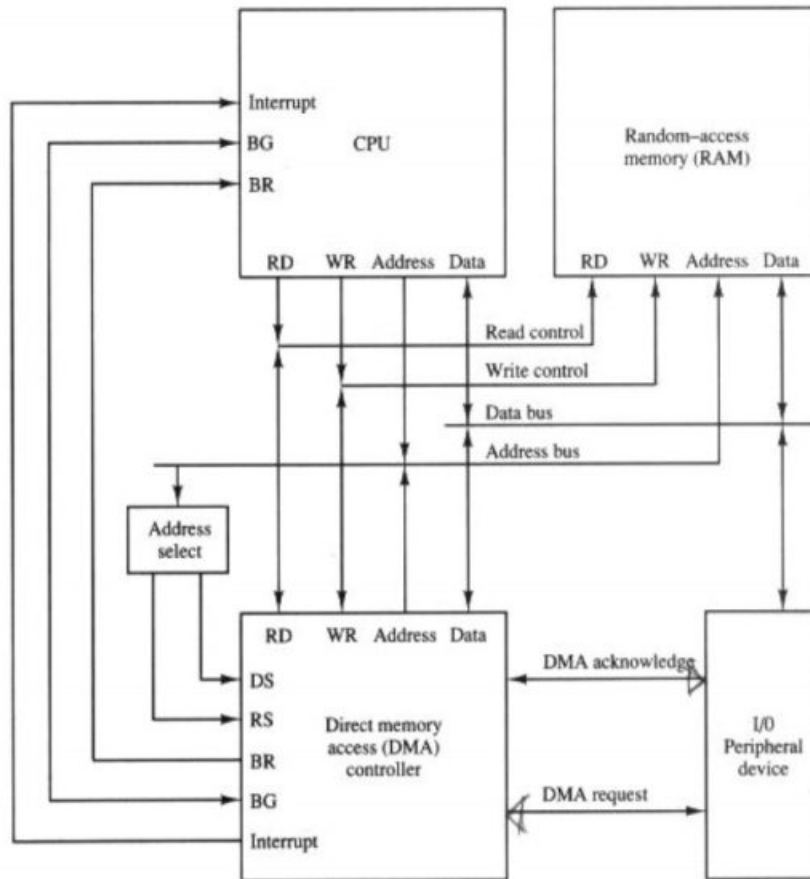 Interrupt
BG
CPU
BR
RD WR Address Data
Random–access
memory (RAM)
RD WR Address Data
Read control
Write control
Data bus
Address bus
Address
select
RD WR Address Data
DS
RS
BR
BG
Interrupt
Direct memory
access (DMA)
controller
DMA acknowledge
DMA request
I/0
Peripheral
device